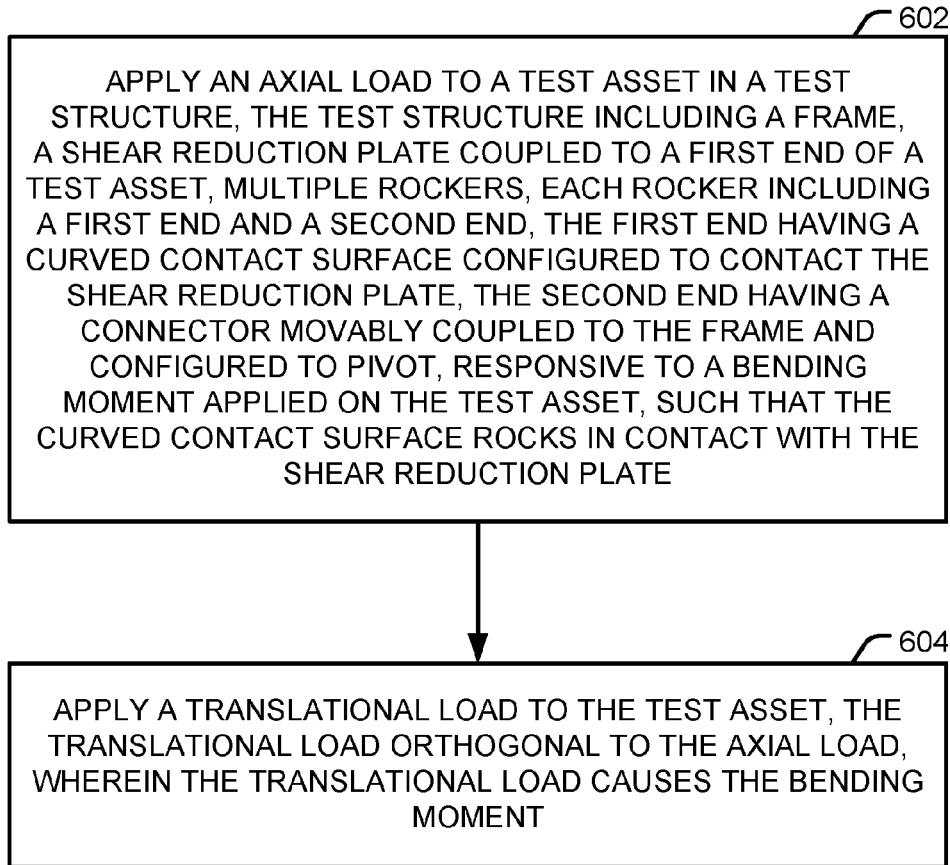 602
APPLY AN AXIAL LOAD TO A TEST ASSET IN A TEST
STRUCTURE, THE TEST STRUCTURE INCLUDING A FRAME,
A SHEAR REDUCTION PLATE COUPLED TO A FIRST END OF A
TEST ASSET, MULTIPLE ROCKERS, EACH ROCKER INCLUDING
A FIRST END AND A SECOND END, THE FIRST END HAVING A
CURVED CONTACT SURFACE CONFIGURED TO CONTACT THE
SHEAR REDUCTION PLATE, THE SECOND END HAVING A
CONNECTOR MOVABLY COUPLED TO THE FRAME AND
CONFIGURED TO PIVOT, RESPONSIVE TO A BENDING
MOMENT APPLIED ON THE TEST ASSET, SUCH THAT THE
CURVED CONTACT SURFACE ROCKS IN CONTACT WITH THE
SHEAR REDUCTION PLATE
604
APPLY A TRANSLATIONAL LOAD TO THE TEST ASSET, THE
TRANSLATIONAL LOAD ORTHOGONAL TO THE AXIAL LOAD,
WHEREIN THE TRANSLATIONAL LOAD CAUSES THE BENDING
MOMENT